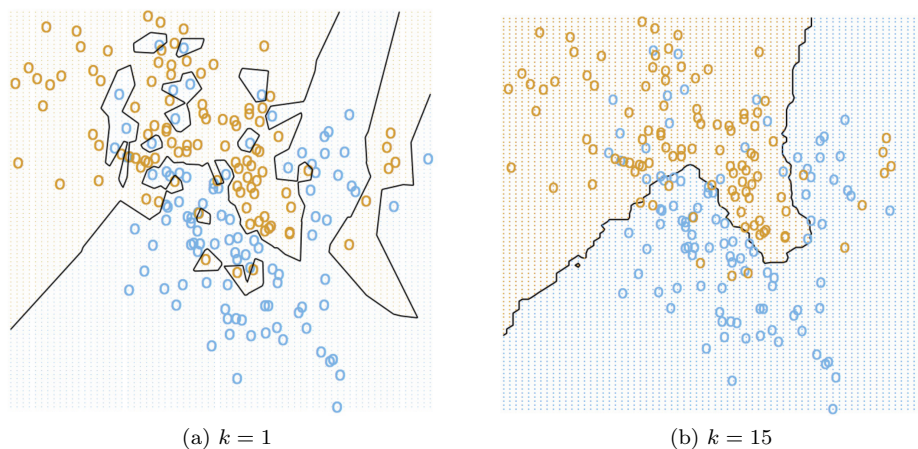 (a) k = 1
(b) k = 15